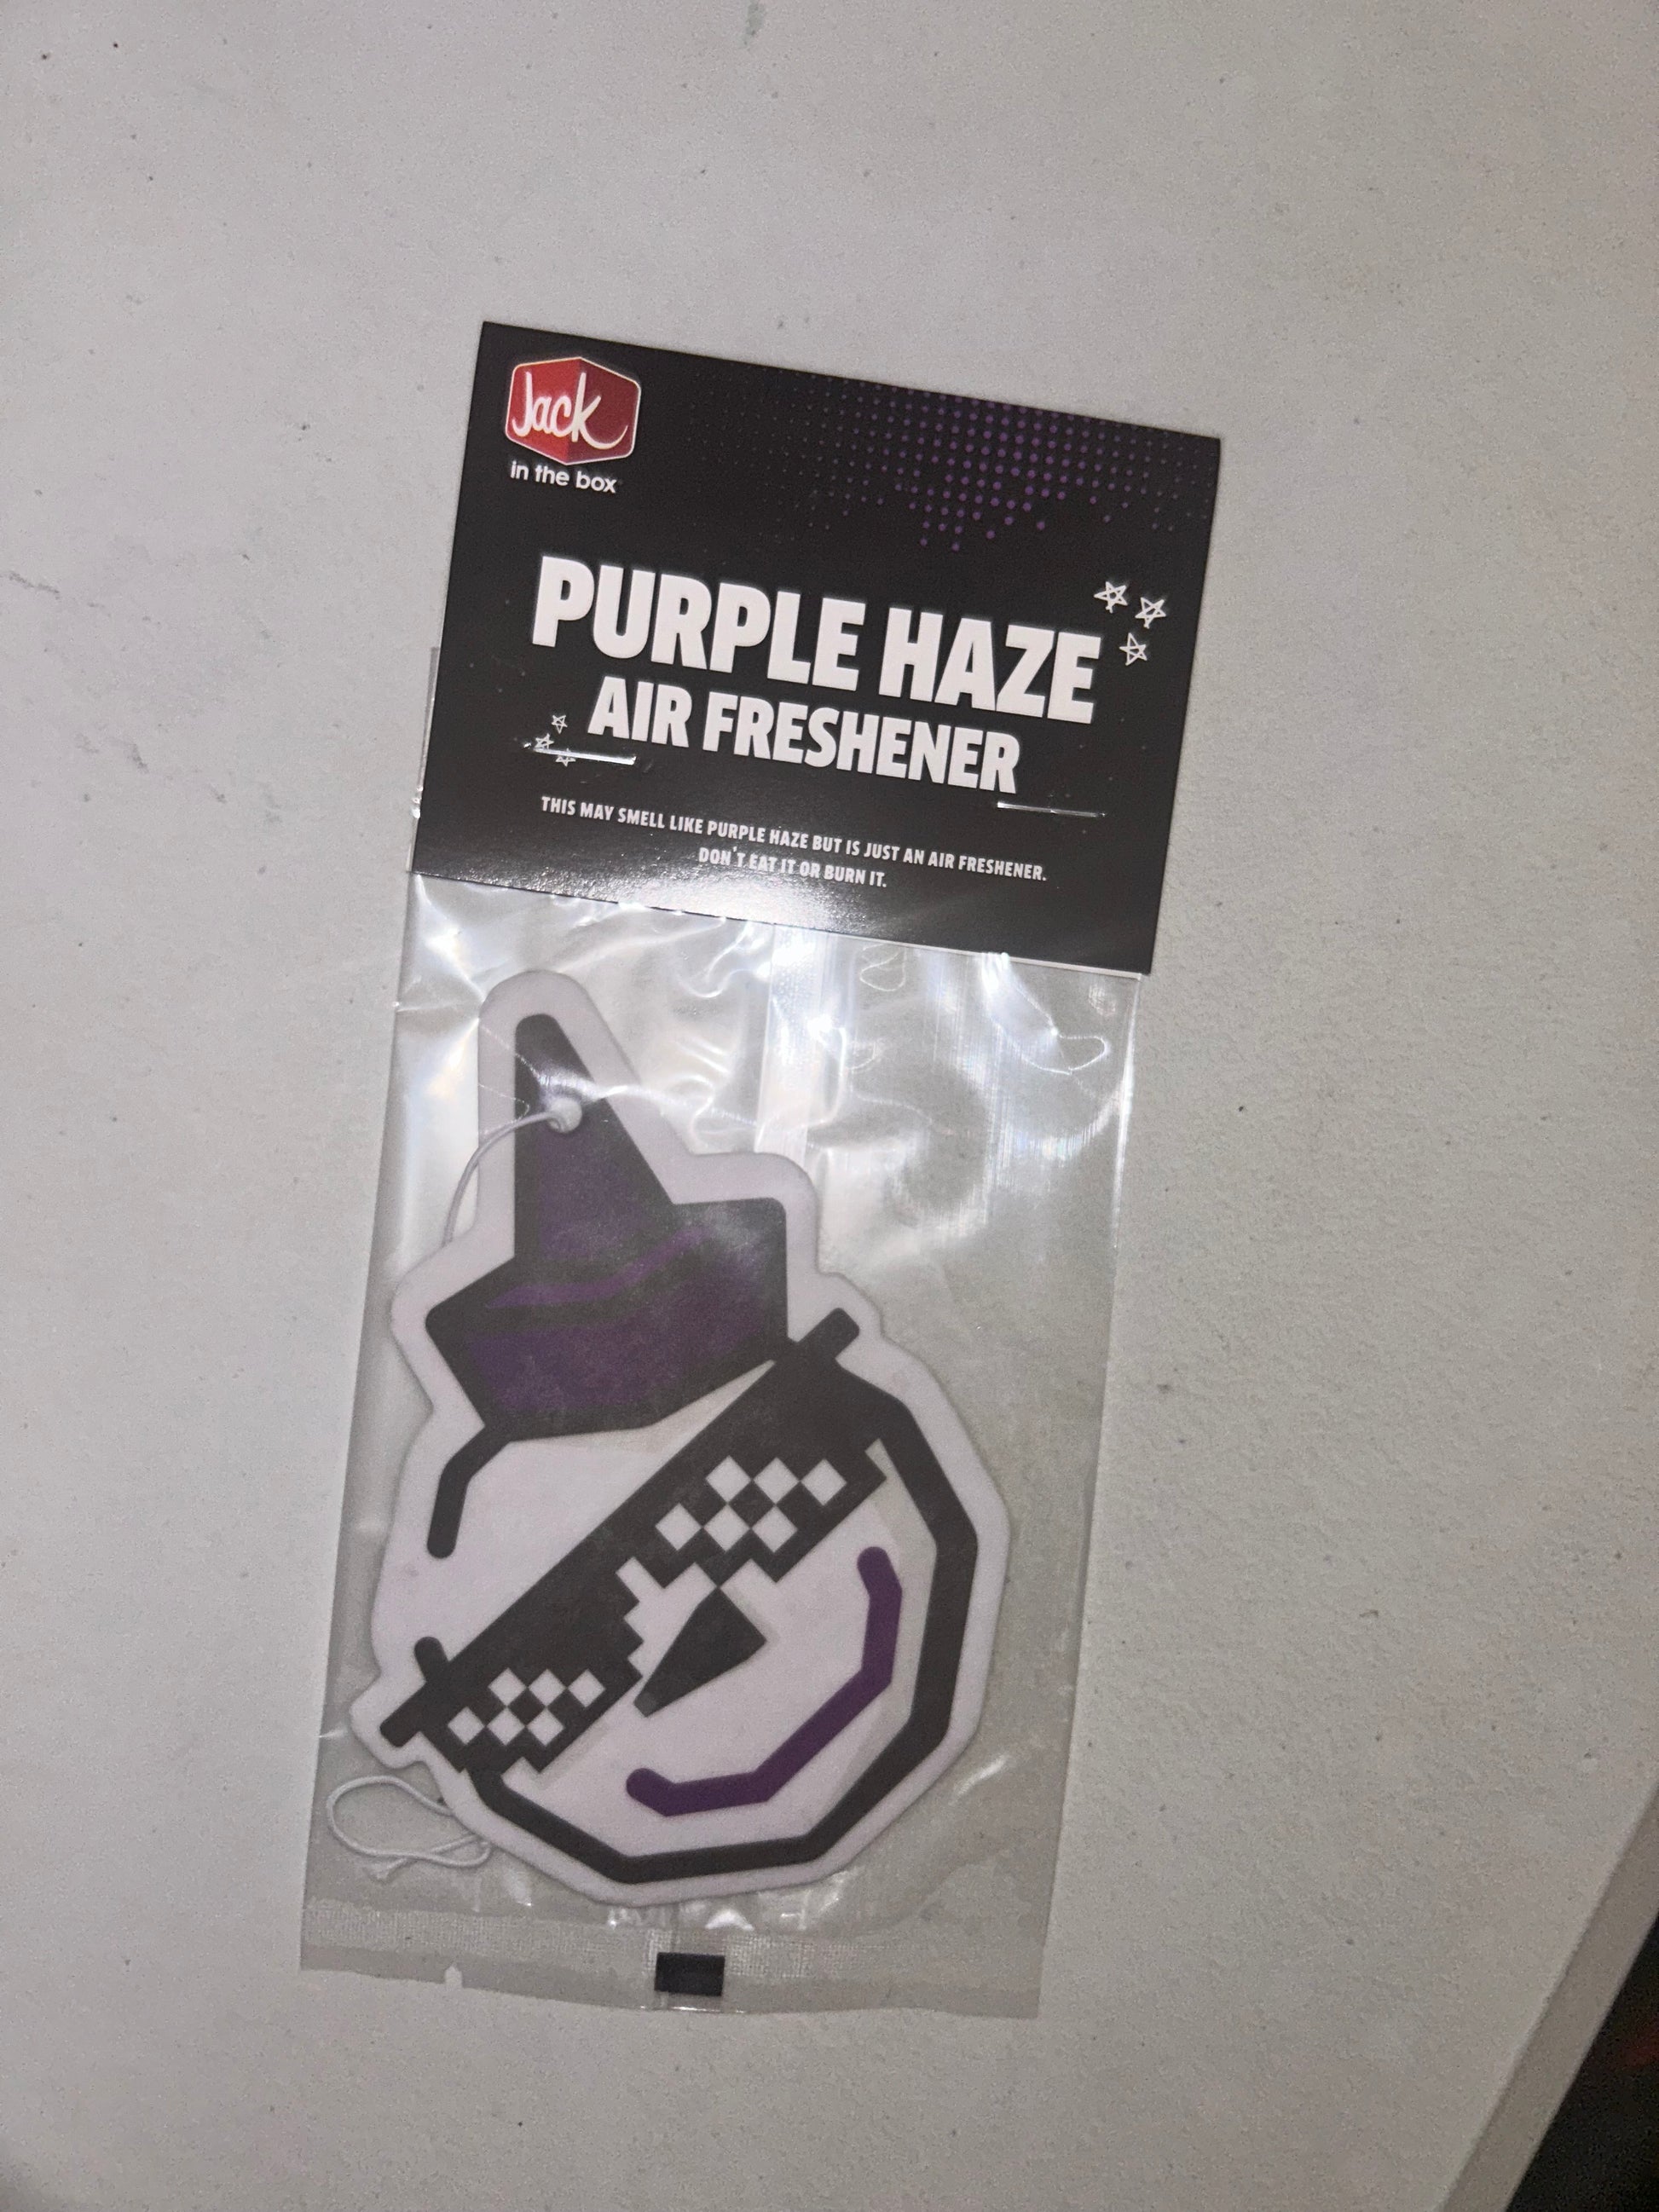 Jack
in the box
PURPLE HAZE
AIR FRESHENER
THIS MAY SMELL LIKE PURPLE HAZE BUT IS JUST AN AIR FRESHENER.
DON'T EAT IT OR BURN IT.